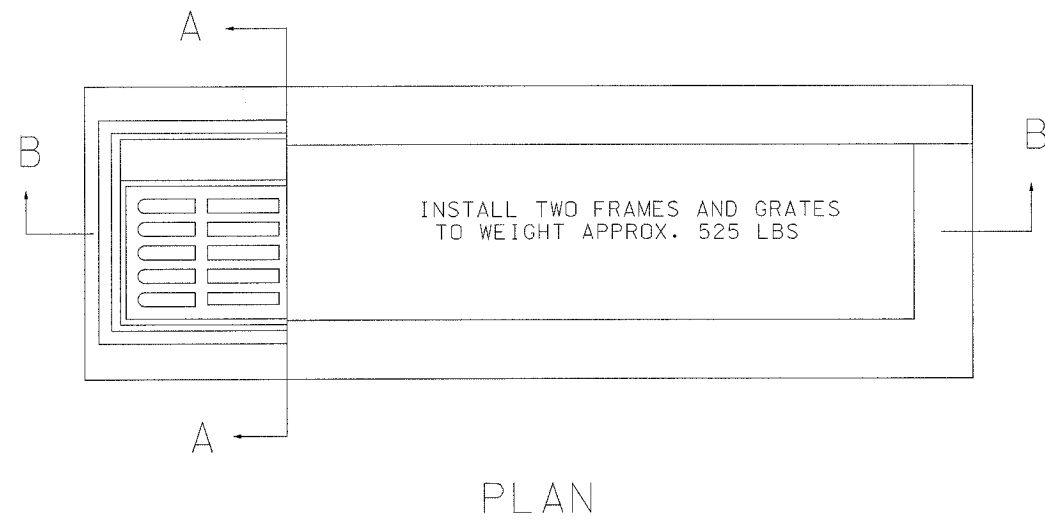 A
B
B
INSTALL TWO FRAMES AND GRATES
TO WEIGHT APPROX. 525 LBS
A
PLAN